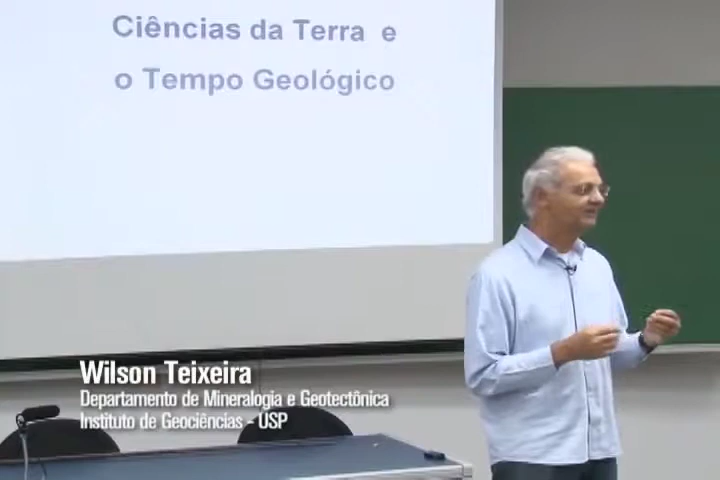 Ciências da Terra e
o Tempo Geológico
Wilson Teixeira
Departamento de Mineralogia e Geotectônica
Instituto de Geociências - USP